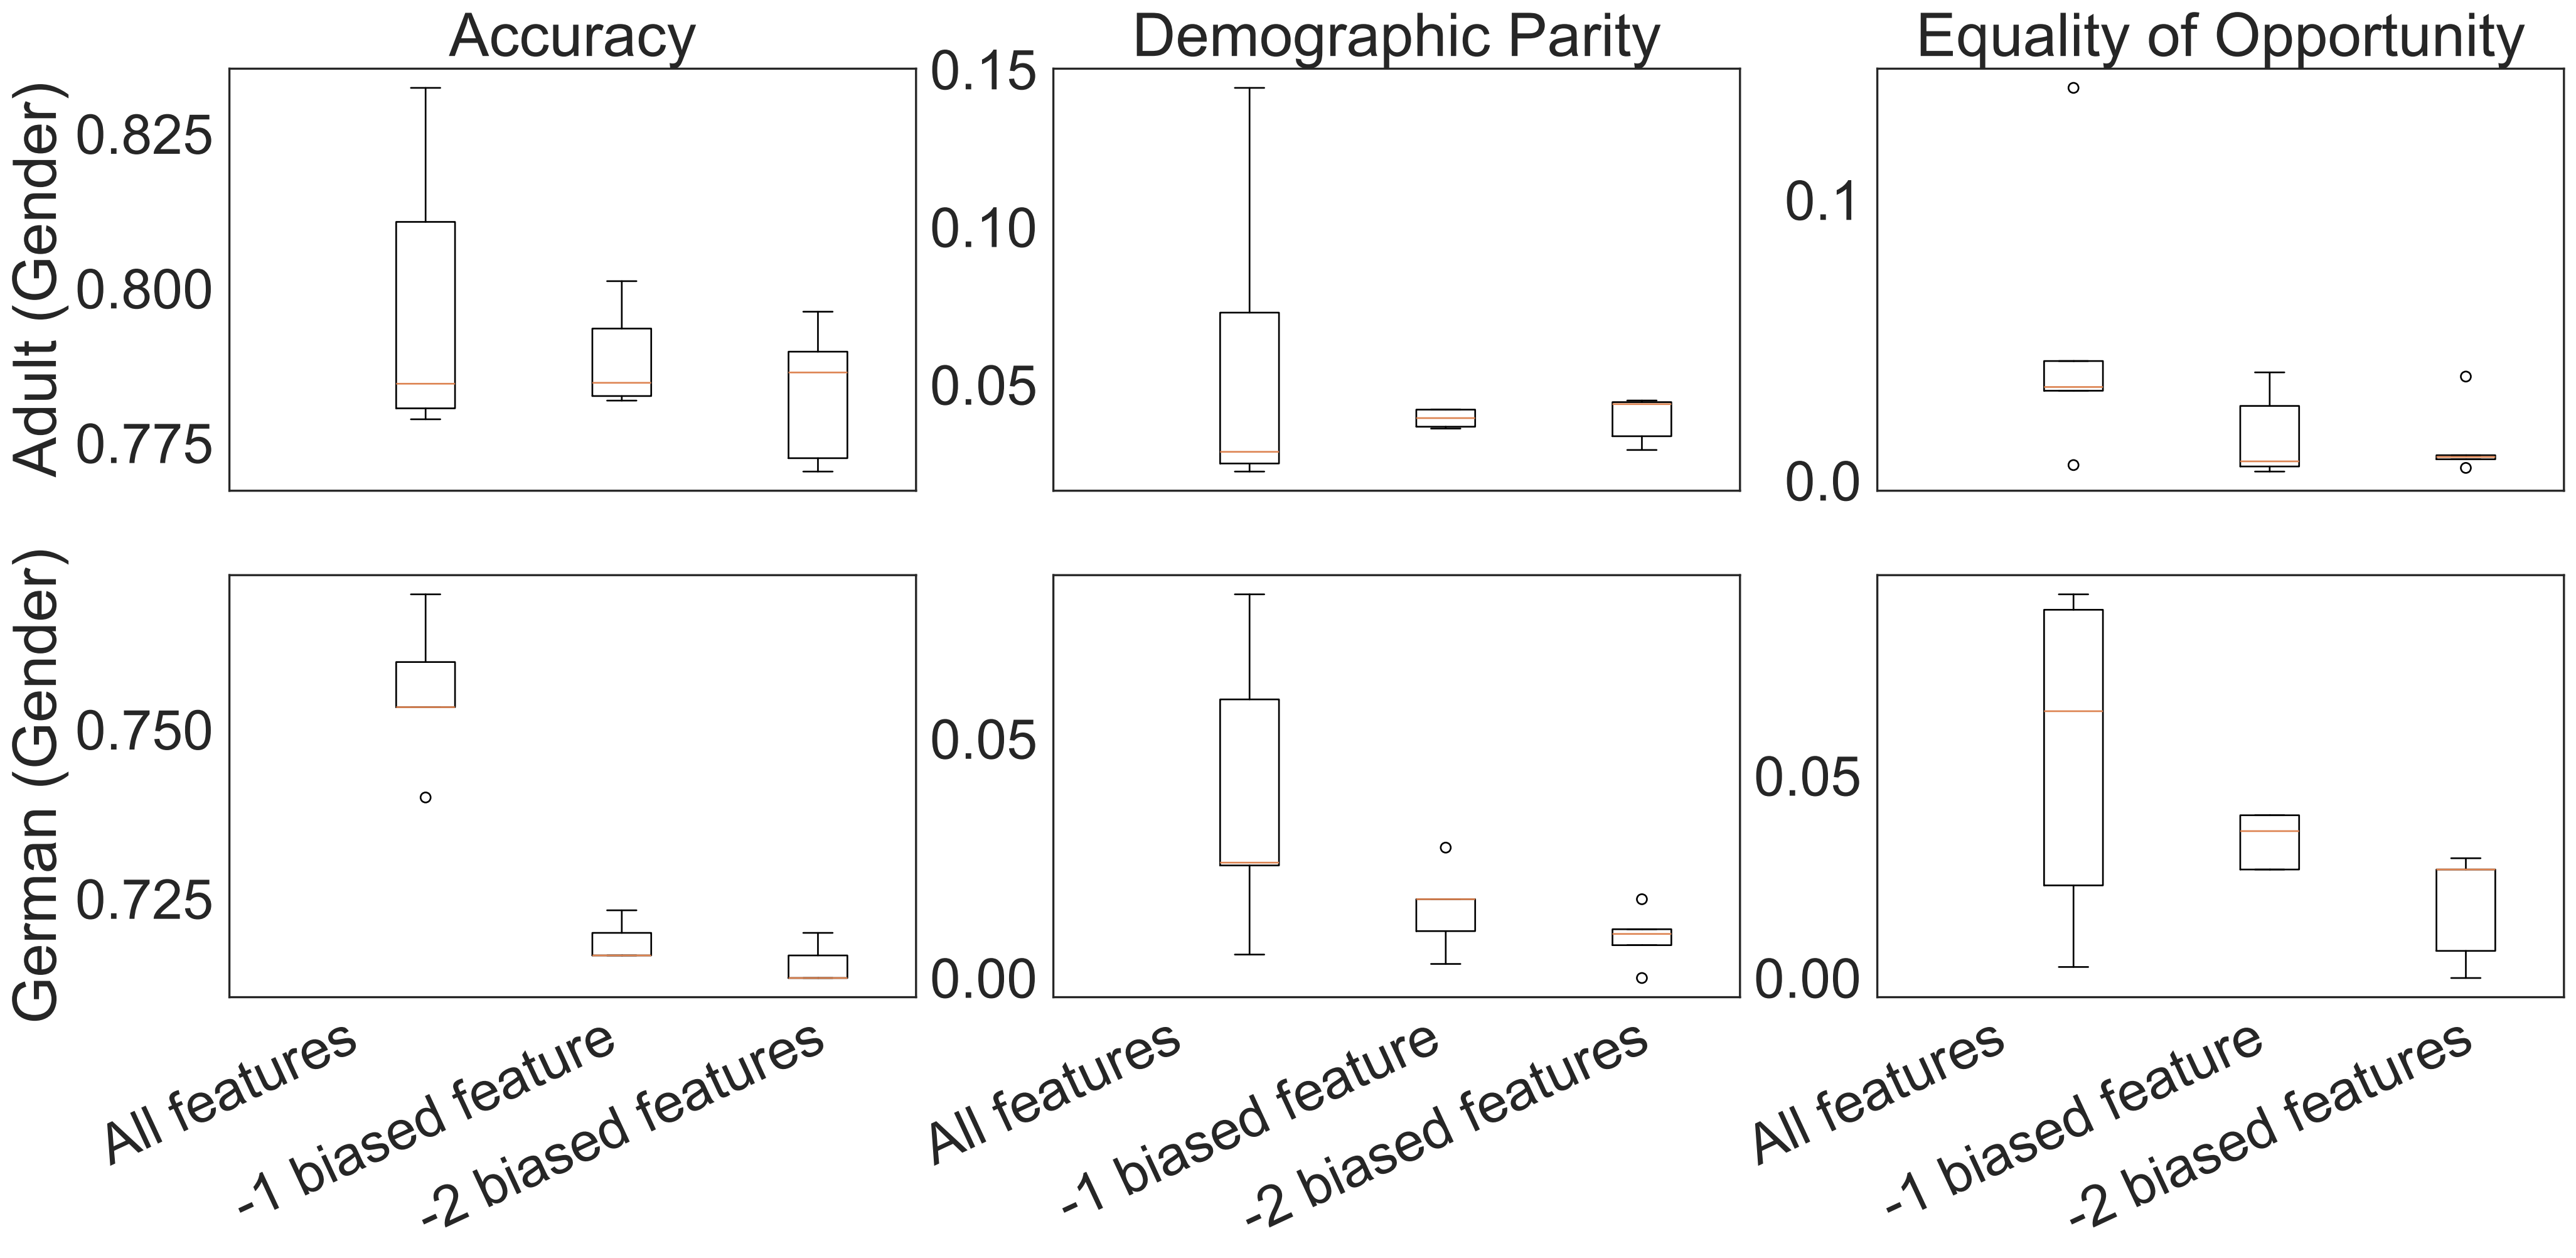 Accuracy
Demographic Parity
Equality of Opportunity
Adult (Gender)
0.825
0.800
0.775
0.15
0.10
0.05
0.1
0.0
German (Gender)
0.750
0.725
0.05
0.00
0.05
0.00
All features
-1 biased feature
-2 biased features
All features
-1 biased feature
-2 biased features
All features
-1 biased feature
-2 biased features